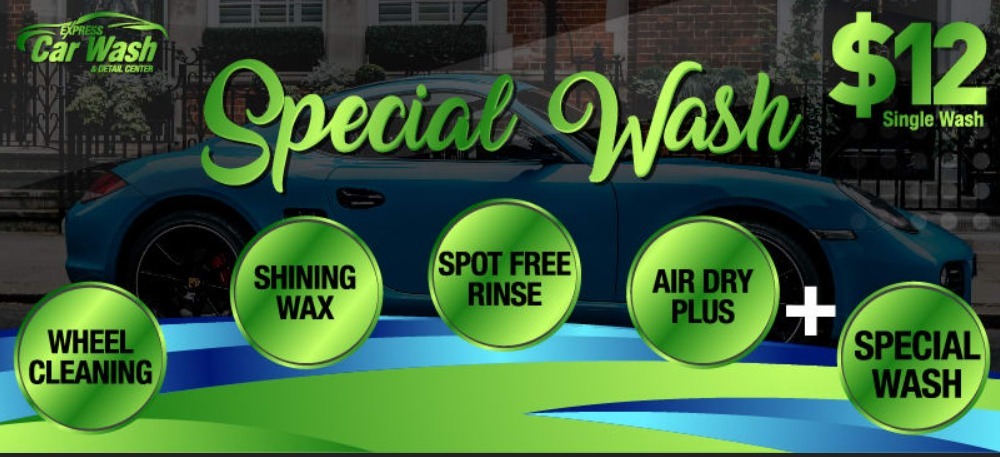 EXPRESS
Car Wash
& DETAIL CENTER
Special Wash
$12
Single Wash
WHEEL
CLEANING
SHINING
WAX
SPOT FREE
RINSE
AIR DRY
PLUS
+
SPECIAL
WASH